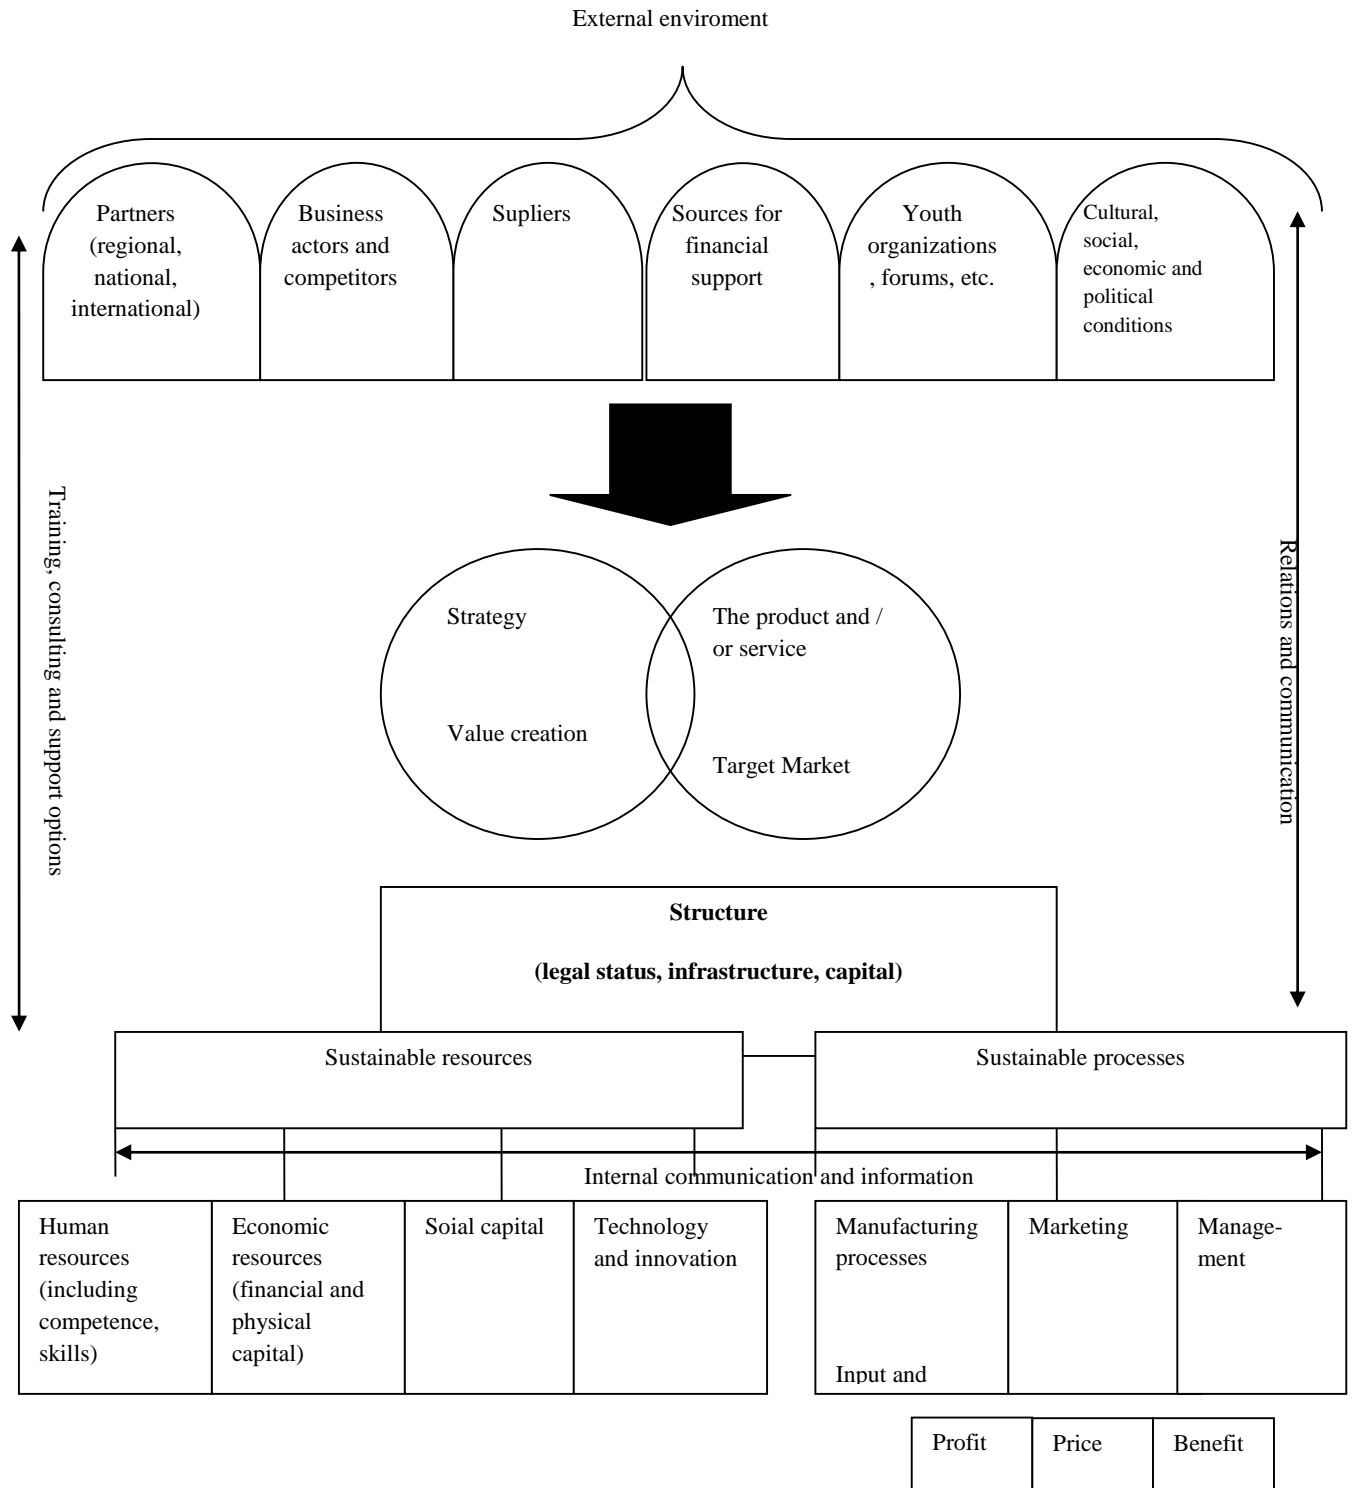 External enviroment
Partners
(regional,
national,
international)
Business
actors and
competitors
Supliers
Sources for
financial
support
Youth
organizations
, forums, etc.
Cultural,
social,
economic and
political
conditions
Training, consulting and support options
Relations and communication
Strategy
Value creation
The product and /
or service
Target Market
Structure
(legal status, infrastructure, capital)
Sustainable resources
Sustainable processes
Internal communication and information
Human
resources
(including
competence,
skills)
Economic
resources
(financial and
physical
capital)
Soial capital
Technology
and innovation
Manufacturing
processes
Input and
Marketing
Manage-
ment
Profit
Price
Benefit